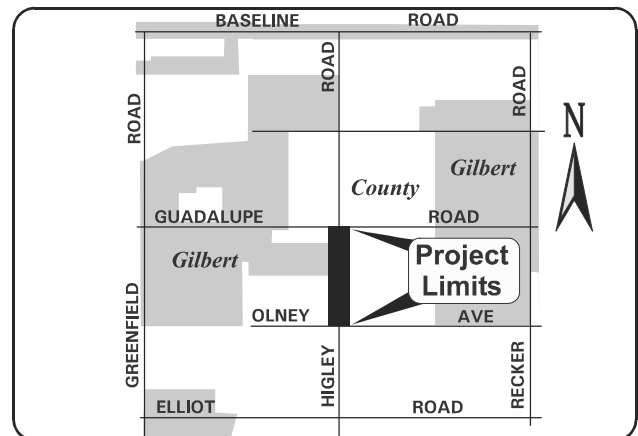 BASELINE ROAD
ROAD
ROAD
ROAD
N
Gilbert
County
GUADALUPE ROAD
Gilbert
Project
Limits
OLNEY AVE
GREENFIELD
HIGLEY
RECKER
ELLIOT ROAD